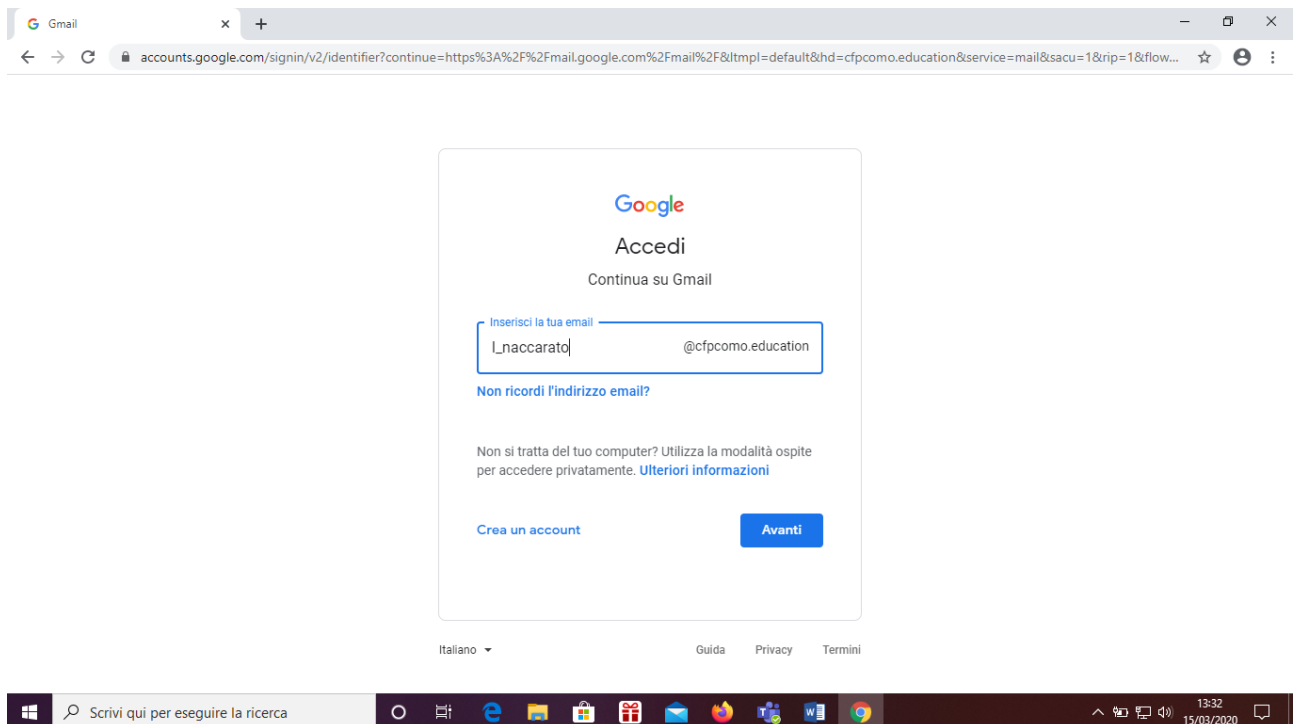 Gmail
accounts.google.com/signin/v2/identifier?continue=https%3A%2F%2Fmail.google.com%2Fmail%2F&ltmpl=default&hd=cfpcomo.education&service=mail&sacu=1&rip=1&flow...
Google
Accedi
Continua su Gmail
Inserisci la tua email
l_naccarato @cfpcomo.education
Non ricordi l'indirizzo email?
Non si tratta del tuo computer? Utilizza la modalità ospite
per accedere privatamente. Ulteriori informazioni
Crea un account Avanti
Italiano Guida Privacy Termini
Scrivi qui per eseguire la ricerca
13:32
15/03/2020